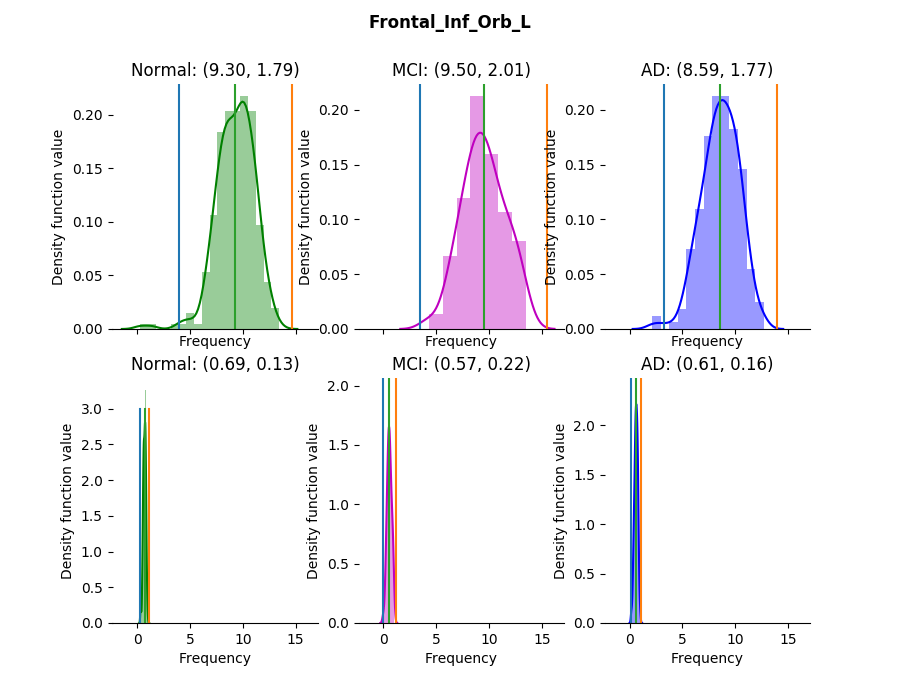 Frontal_Inf_Orb_L
Normal: (9.30, 1.79)
MCI: (9.50, 2.01)
AD: (8.59, 1.77)
Density function value
0.20
0.15
0.10
0.05
0.00
Frequency
Density function value
0.20
0.15
0.10
0.05
0.00
Frequency
Density function value
0.20
0.15
0.10
0.05
0.00
Frequency
Normal: (0.69, 0.13)
MCI: (0.57, 0.22)
AD: (0.61, 0.16)
Density function value
3.0
2.5
2.0
1.5
1.0
0.5
0.0
0 5 10 15
Frequency
Density function value
2.0
1.5
1.0
0.5
0.0
0 5 10 15
Frequency
Density function value
2.0
1.5
1.0
0.5
0.0
0 5 10 15
Frequency